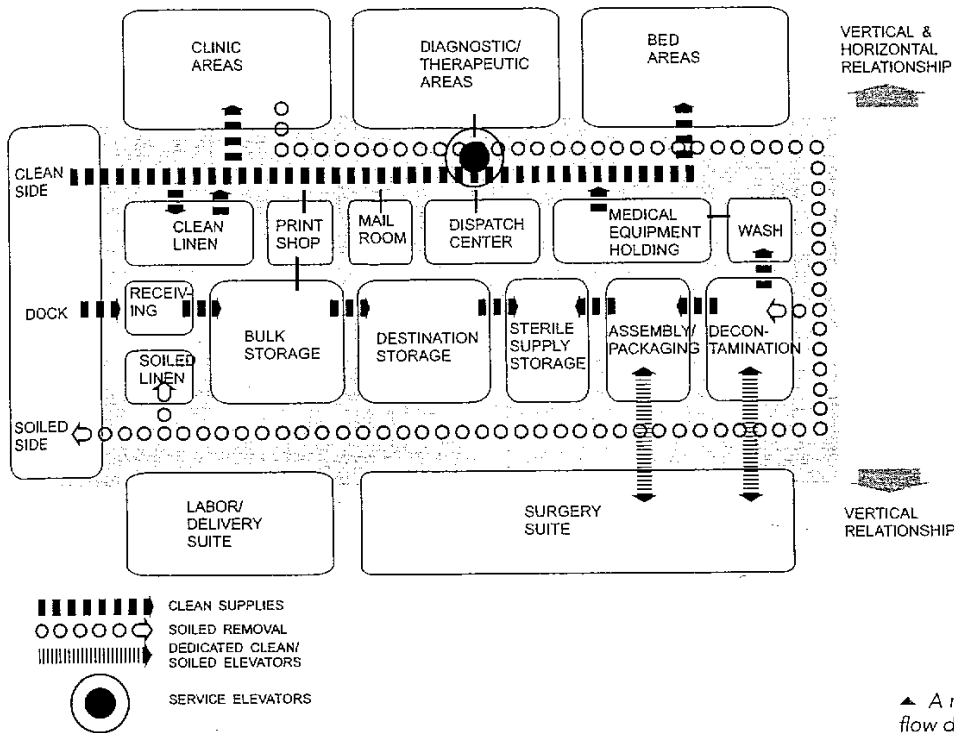 CLINIC
AREAS
DIAGNOSTIC/
THERAPEUTIC
AREAS
BED
AREAS
VERTICAL &
HORIZONTAL
RELATIONSHIP
CLEAN
SIDE
CLEAN
LINEN
PRINT
SHOP
MAIL
ROOM
DISPATCH
CENTER
MEDICAL
EQUIPMENT
HOLDING
WASH
DOCK
RECEIV-
ING
BULK
STORAGE
DESTINATION
STORAGE
STERILE
SUPPLY
STORAGE
ASSEMBLY/
PACKAGING
DECON-
TAMINATION
SOILED
LINEN
SOILED
SIDE
LABOR/
DELIVERY
SUITE
SURGERY
SUITE
VERTICAL
RELATIONSHIP
CLEAN SUPPLIES
SOILED REMOVAL
DEDICATED CLEAN/
SOILED ELEVATORS
SERVICE ELEVATORS
▲ A
flow